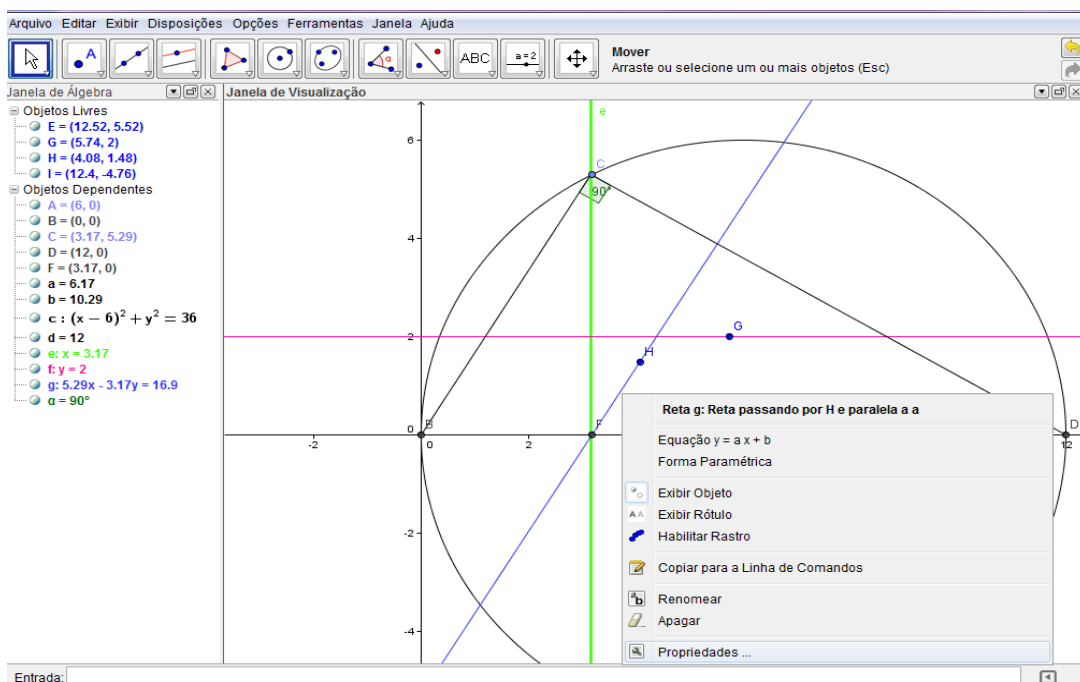 Arquivo Editar Exibir Disposições Opções Ferramentas Janela Ajuda
A
α
ABC
a=2
Mover
Arraste ou selecione um ou mais objetos (Esc)
Janela de Álgebra
Objetos Livres
E = (12.52, 5.52)
G = (5.74, 2)
H = (4.08, 1.48)
I = (12.4, -4.76)
Objetos Dependentes
A = (6, 0)
B = (0, 0)
C = (3.17, 5.29)
D = (12, 0)
F = (3.17, 0)
a = 6.17
b = 10.29
c : (x − 6)² + y² = 36
d = 12
e: x = 3.17
f: y = 2
g: 5.29x - 3.17y = 16.9
α = 90°
Janela de Visualização
e
6
C
90°
4
G
2
H
0
B
F
D
-2
0
2
12
-2
-4
Reta g: Reta passando por H e paralela a a
Equação y = a x + b
Forma Paramétrica
Exibir Objeto
AA Exibir Rótulo
Habilitar Rastro
Copiar para a Linha de Comandos
ab Renomear
Apagar
Propriedades ...
Entrada: